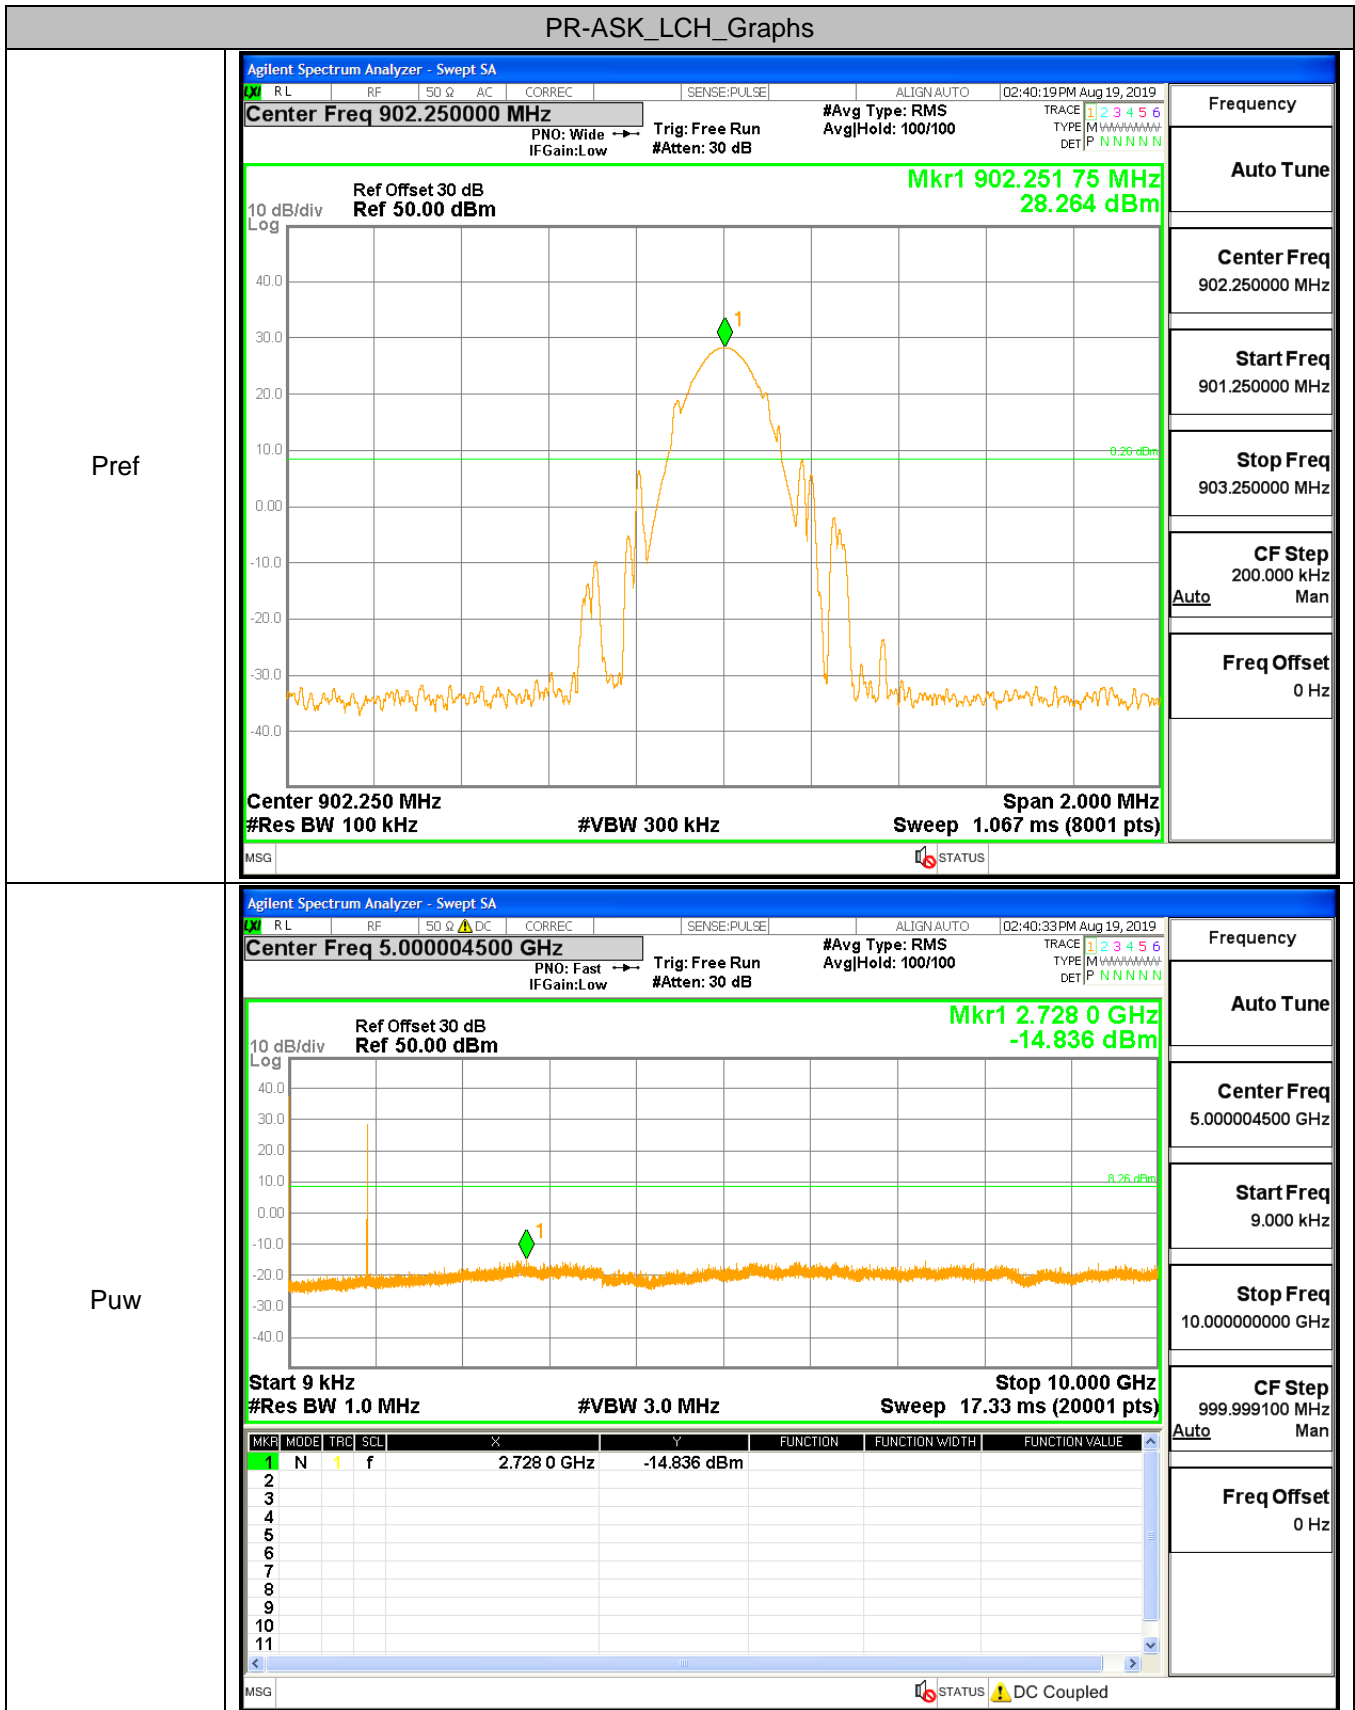 PR-ASK_LCH_Graphs
Pref
Agilent Spectrum Analyzer - Swept SA
LXI RL RF 50 Ω AC CORREC SENSE:PULSE ALIGN AUTO 02:40:19 PM Aug 19, 2019
Center Freq 902.250000 MHz
PNO: Wide
IFGain:Low
Trig: Free Run
#Atten: 30 dB
#Avg Type: RMS
Avg|Hold: 100/100
TRACE 1 2 3 4 5 6
TYPE M
DET P N N N N N
Mkr1 902.251 75 MHz
28.264 dBm
Ref Offset 30 dB
10 dB/div Ref 50.00 dBm
Log
40.0
30.0
20.0
10.0
0.00
-10.0
-20.0
-30.0
-40.0
1
8.26 dBm
Center 902.250 MHz Span 2.000 MHz
#Res BW 100 kHz #VBW 300 kHz Sweep 1.067 ms (8001 pts)
MSG STATUS
Frequency
Auto Tune
Center Freq
902.250000 MHz
Start Freq
901.250000 MHz
Stop Freq
903.250000 MHz
CF Step
200.000 kHz
Auto Man
Freq Offset
0 Hz
Puw
Agilent Spectrum Analyzer - Swept SA
LXI RL RF 50 Ω DC CORREC SENSE:PULSE ALIGN AUTO 02:40:33 PM Aug 19, 2019
Center Freq 5.000004500 GHz
PNO: Fast
IFGain:Low
Trig: Free Run
#Atten: 30 dB
#Avg Type: RMS
Avg|Hold: 100/100
TRACE 1 2 3 4 5 6
TYPE M
DET P N N N N N
Mkr1 2.728 0 GHz
-14.836 dBm
Ref Offset 30 dB
10 dB/div Ref 50.00 dBm
Log
40.0
30.0
20.0
10.0
0.00
-10.0
-20.0
-30.0
-40.0
1
8.26 dBm
Start 9 kHz Stop 10.000 GHz
#Res BW 1.0 MHz #VBW 3.0 MHz Sweep 17.33 ms (20001 pts)
MKR MODE TRC SCL X Y FUNCTION FUNCTION WIDTH FUNCTION VALUE
1 N 1 f 2.728 0 GHz -14.836 dBm
2
3
4
5
6
7
8
9
10
11
MSG STATUS DC Coupled
Frequency
Auto Tune
Center Freq
5.000004500 GHz
Start Freq
9.000 kHz
Stop Freq
10.000000000 GHz
CF Step
999.999100 MHz
Auto Man
Freq Offset
0 Hz